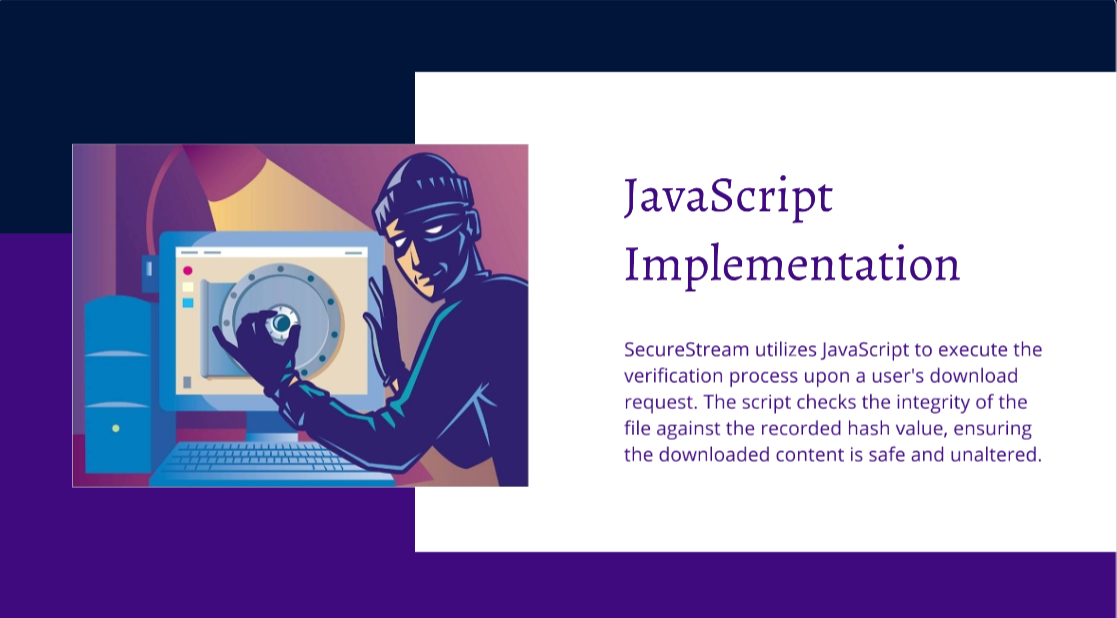 JavaScript
Implementation
SecureStream utilizes JavaScript to execute the
verification process upon a user's download
request. The script checks the integrity of the
file against the recorded hash value, ensuring
the downloaded content is safe and unaltered.